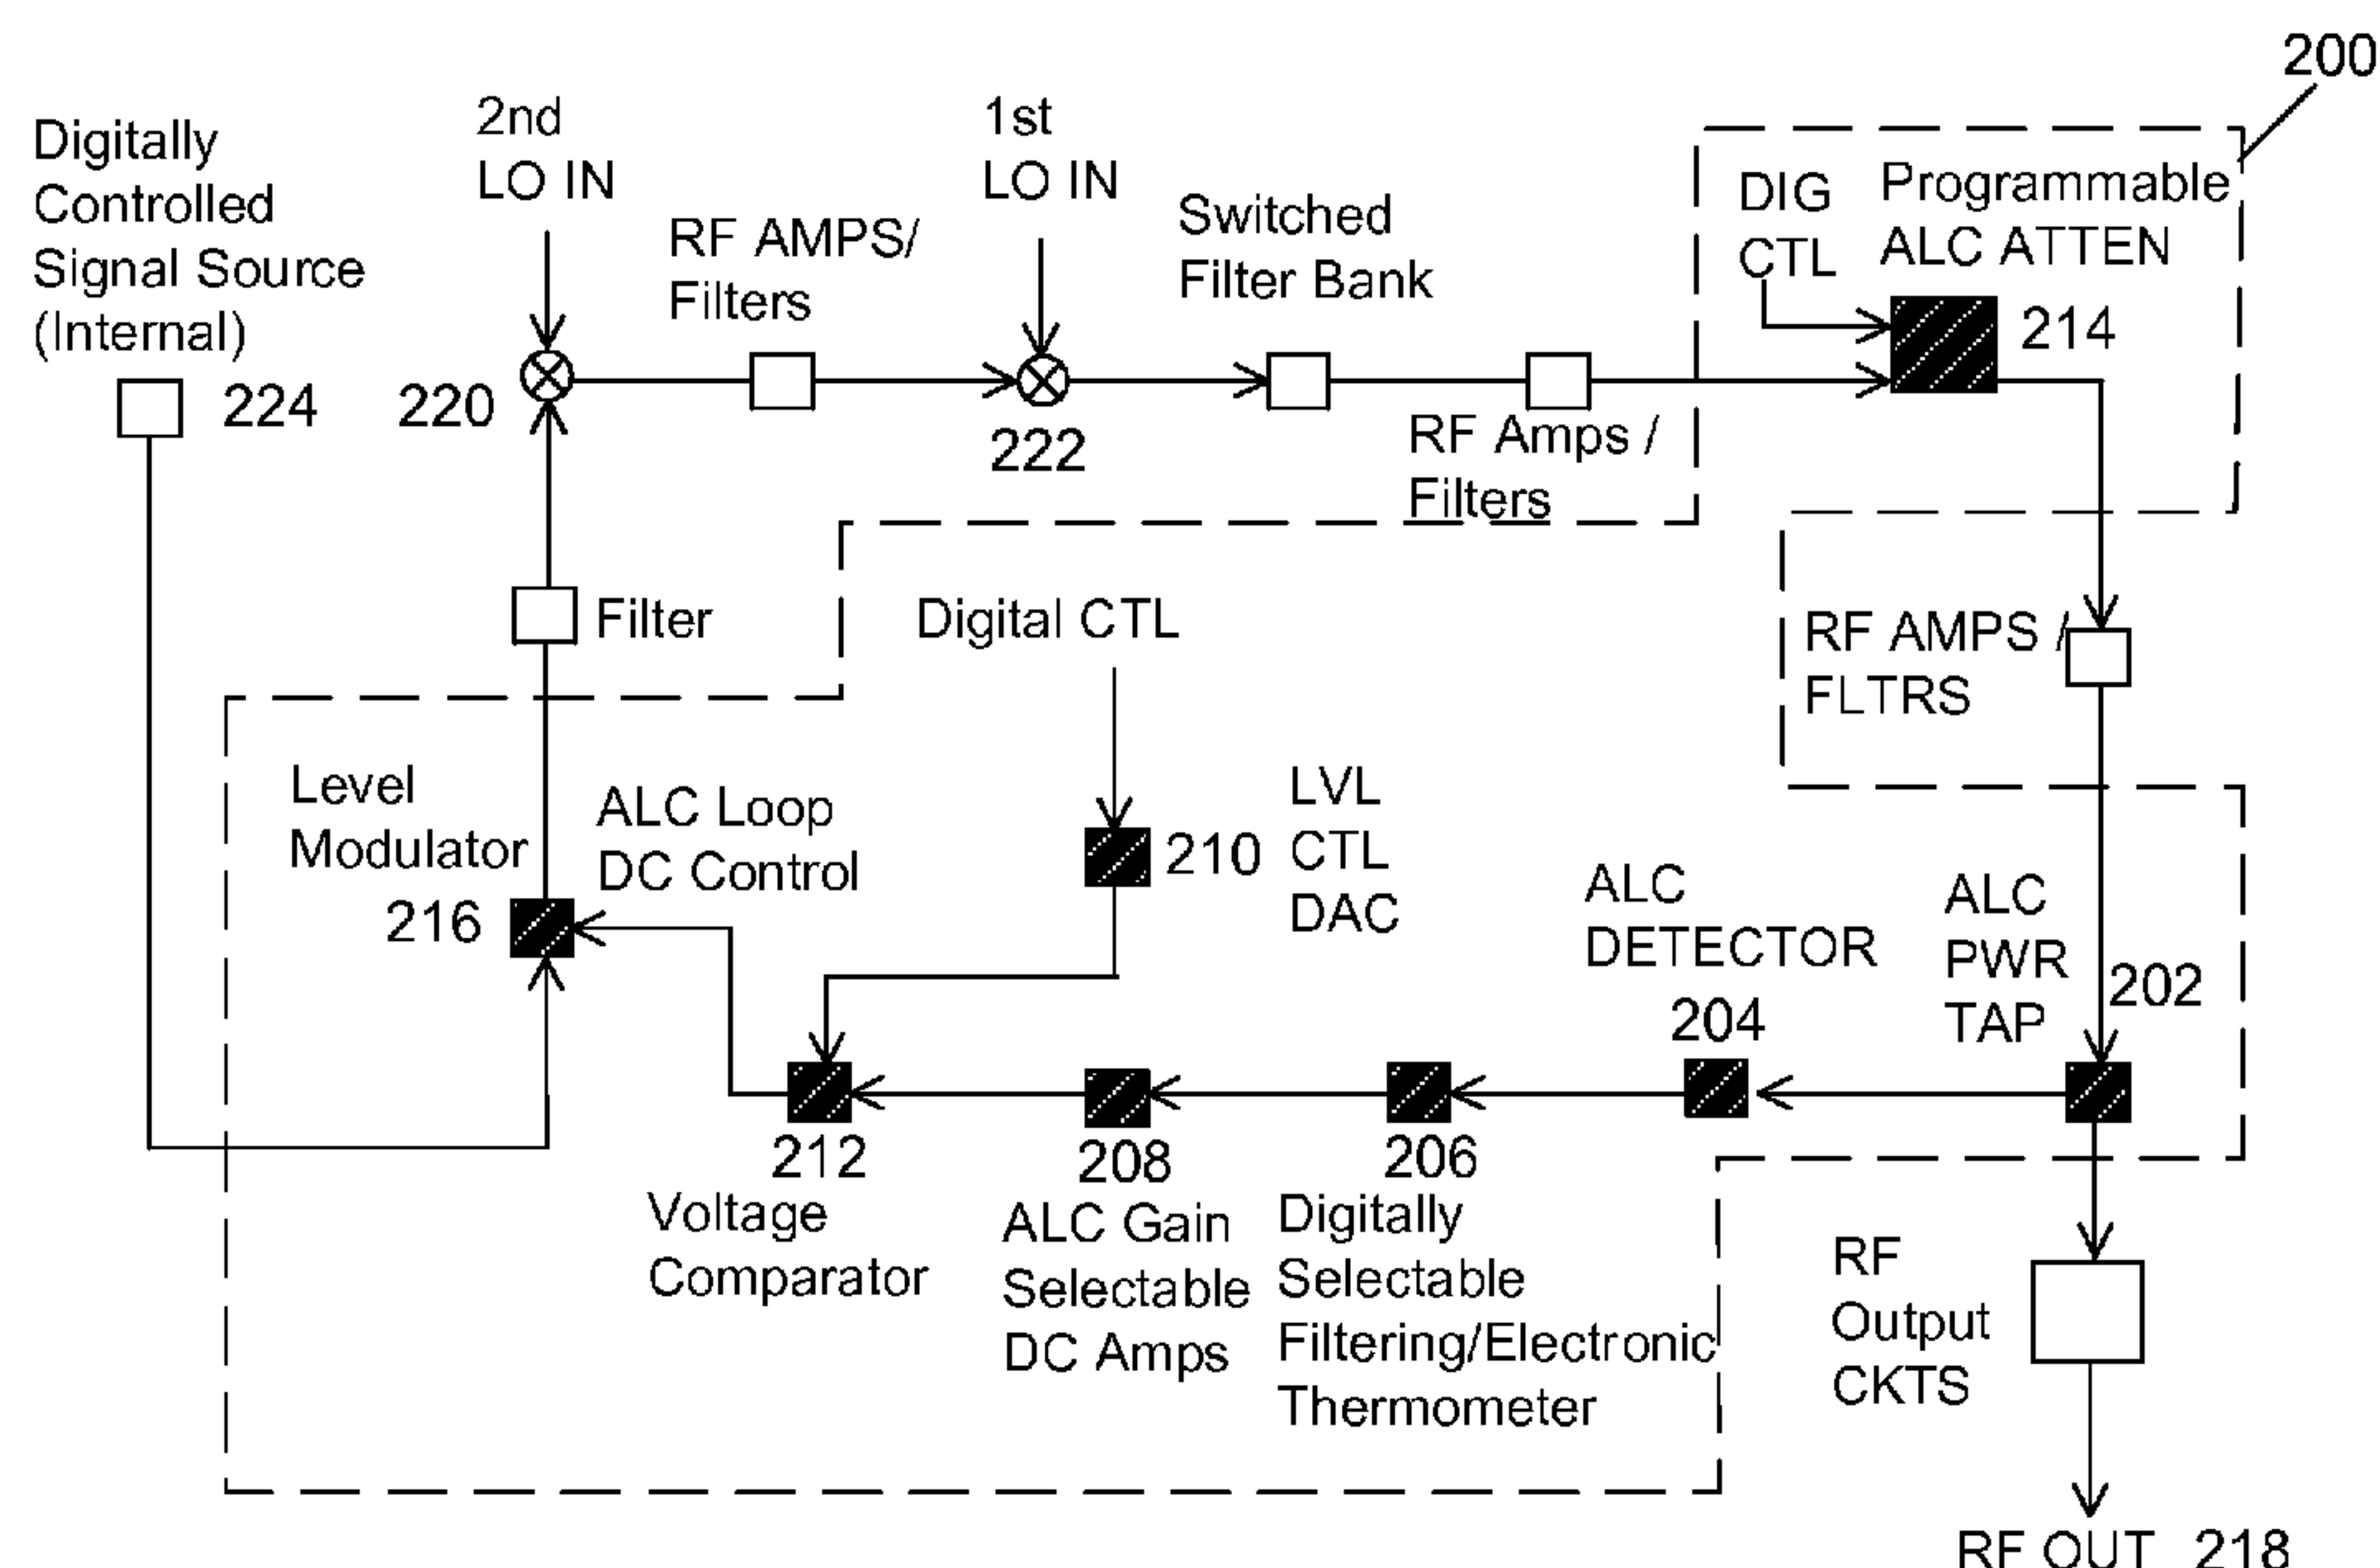 200
Digitally
Controlled
Signal Source
(Internal)
224
2nd
LO IN
220
RF AMPS/
Filters
1st
LO IN
222
Switched
Filter Bank
RF Amps /
Filters
DIG
CTL
Programmable
ALC ATTEN
214
RF AMPS /
FLTRS
Filter
Digital CTL
Level
Modulator
216
ALC Loop
DC Control
210
LVL
CTL
DAC
ALC
DETECTOR
204
ALC
PWR
TAP
202
212
Voltage
Comparator
208
ALC Gain
Selectable
DC Amps
206
Digitally
Selectable
Filtering/Electronic
Thermometer
RF
Output
CKTS
RF OUT 218